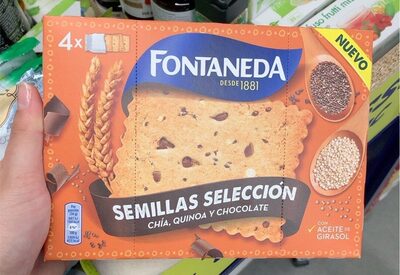 4x
FONTANEDA
DESDE 1881
NUEVO
SEMILLAS SELECCIÓN
CHÍA, QUINOA Y CHOCOLATE
CON
ACEITE DE
GIRASOL